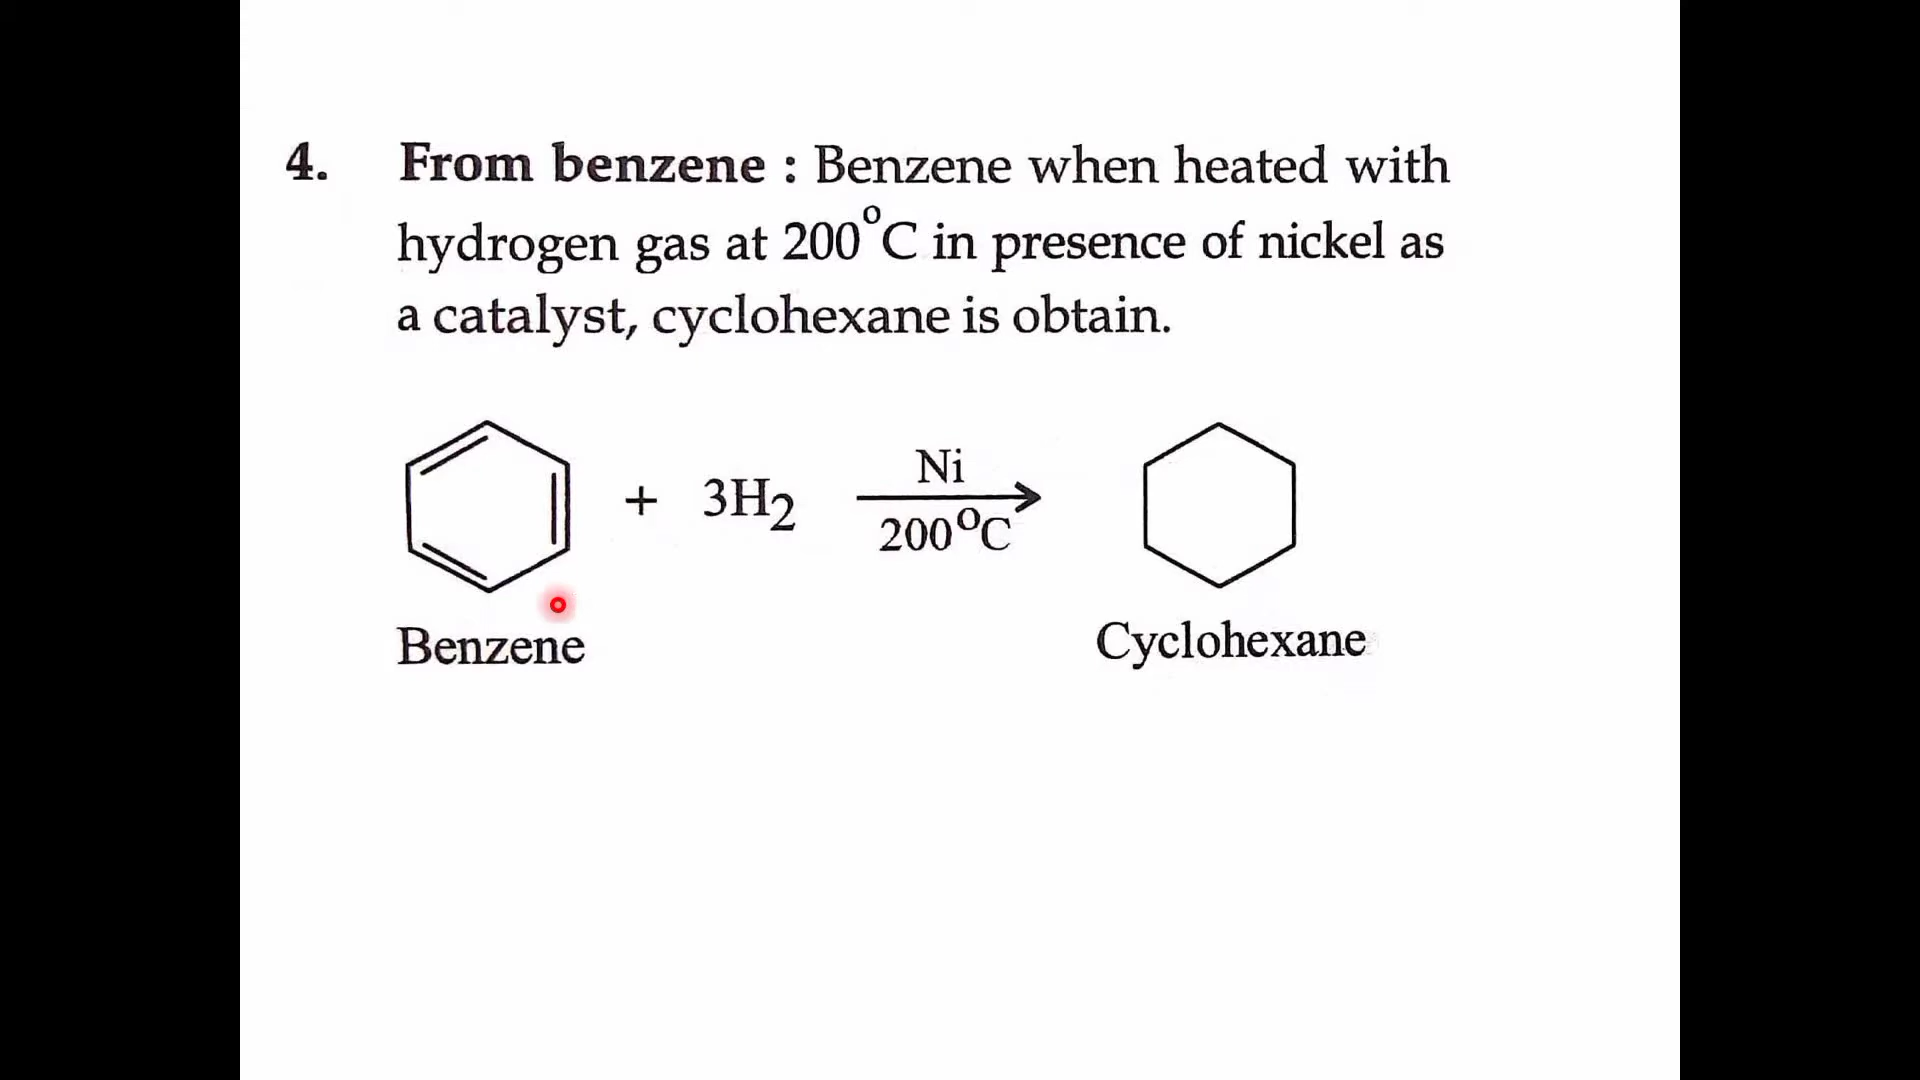 4. From benzene : Benzene when heated with
hydrogen gas at 200°C in presence of nickel as
a catalyst, cyclohexane is obtain.
+ 3H₂ Ni
200°C
Benzene Cyclohexane